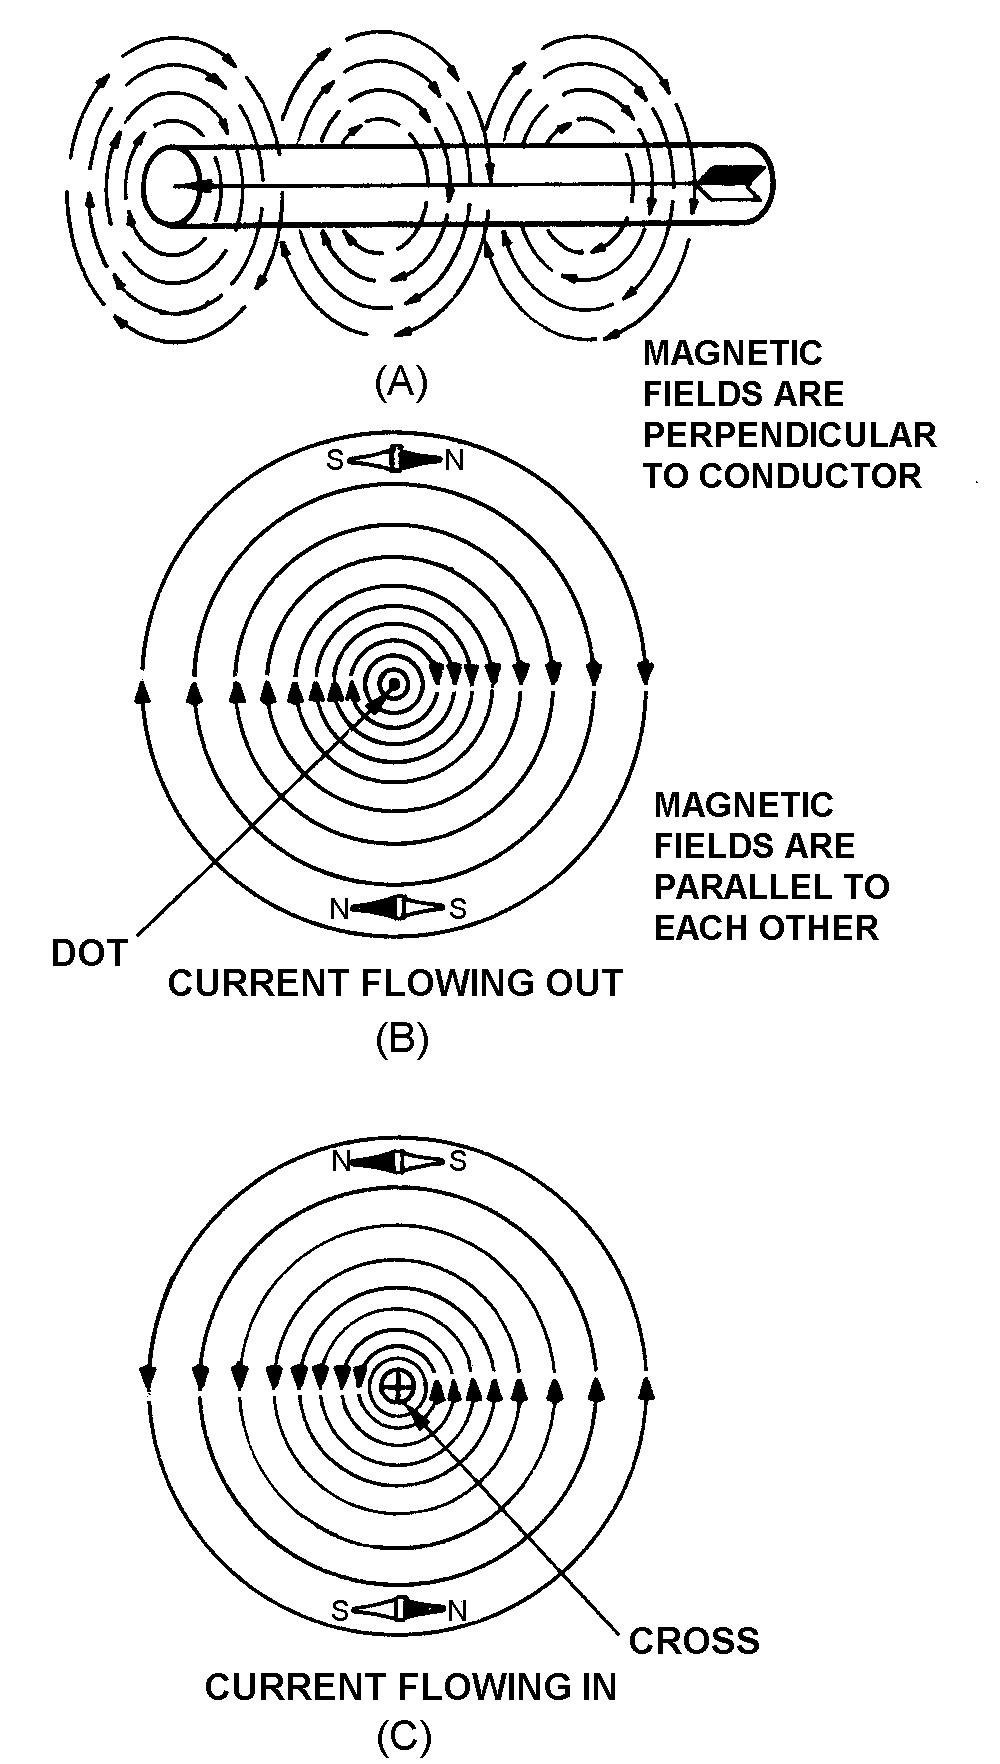 (A)
MAGNETIC
FIELDS ARE
PERPENDICULAR
TO CONDUCTOR
S N
MAGNETIC
FIELDS ARE
PARALLEL TO
EACH OTHER
N S
DOT
CURRENT FLOWING OUT
(B)
N S
S N
CROSS
CURRENT FLOWING IN
(C)